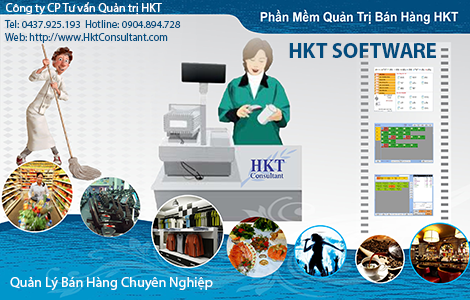 Công ty CP Tư vấn Quản trị HKT
Tel: 0437.925.193 Hotline: 0904.894.728
Web: http://www.HktConsultant.com
Phần Mềm Quản Trị Bán Hàng HKT
HKT SOFTWARE
HKT
Consultant
Quản Lý Bán Hàng Chuyên Nghiệp